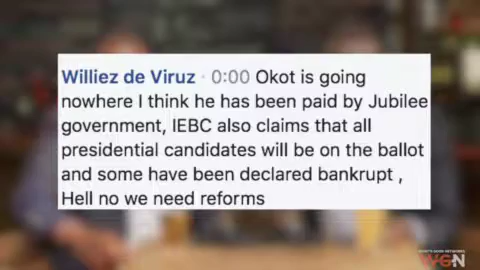 Williez de Viruz · 0:00 Okot is going
nowhere I think he has been paid by Jubilee
government, IEBC also claims that all
presidential candidates will be on the ballot
and some have been declared bankrupt ,
Hell no we need reforms
WGN